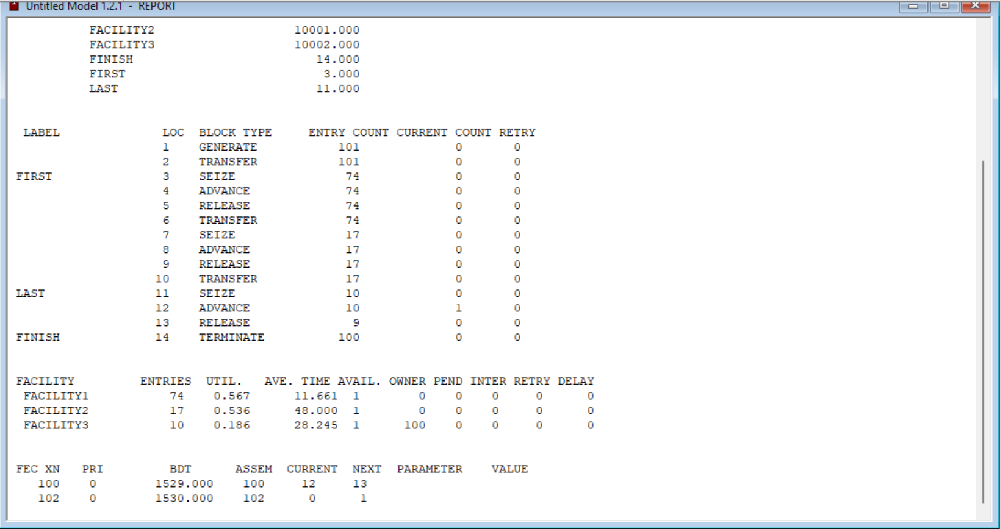 Untitled Model 1.2.1 - REPORT
FACILITY2 10001.000
FACILITY3 10002.000
FINISH 14.000
FIRST 3.000
LAST 11.000
LABEL LOC BLOCK TYPE ENTRY COUNT CURRENT COUNT RETRY
1 GENERATE 101 0 0
2 TRANSFER 101 0 0
FIRST 3 SEIZE 74 0 0
4 ADVANCE 74 0 0
5 RELEASE 74 0 0
6 TRANSFER 74 0 0
7 SEIZE 17 0 0
8 ADVANCE 17 0 0
9 RELEASE 17 0 0
10 TRANSFER 17 0 0
LAST 11 SEIZE 10 0 0
12 ADVANCE 10 1 0
13 RELEASE 9 0 0
FINISH 14 TERMINATE 100 0 0
FACILITY ENTRIES UTIL. AVE. TIME AVAIL. OWNER PEND INTER RETRY DELAY
FACILITY1 74 0.567 11.661 1 0 0 0 0 0
FACILITY2 17 0.536 48.000 1 0 0 0 0 0
FACILITY3 10 0.186 28.245 1 100 0 0 0 0
FEC XN PRI BDT ASSEM CURRENT NEXT PARAMETER VALUE
100 0 1529.000 100 12 13
102 0 1530.000 102 0 1